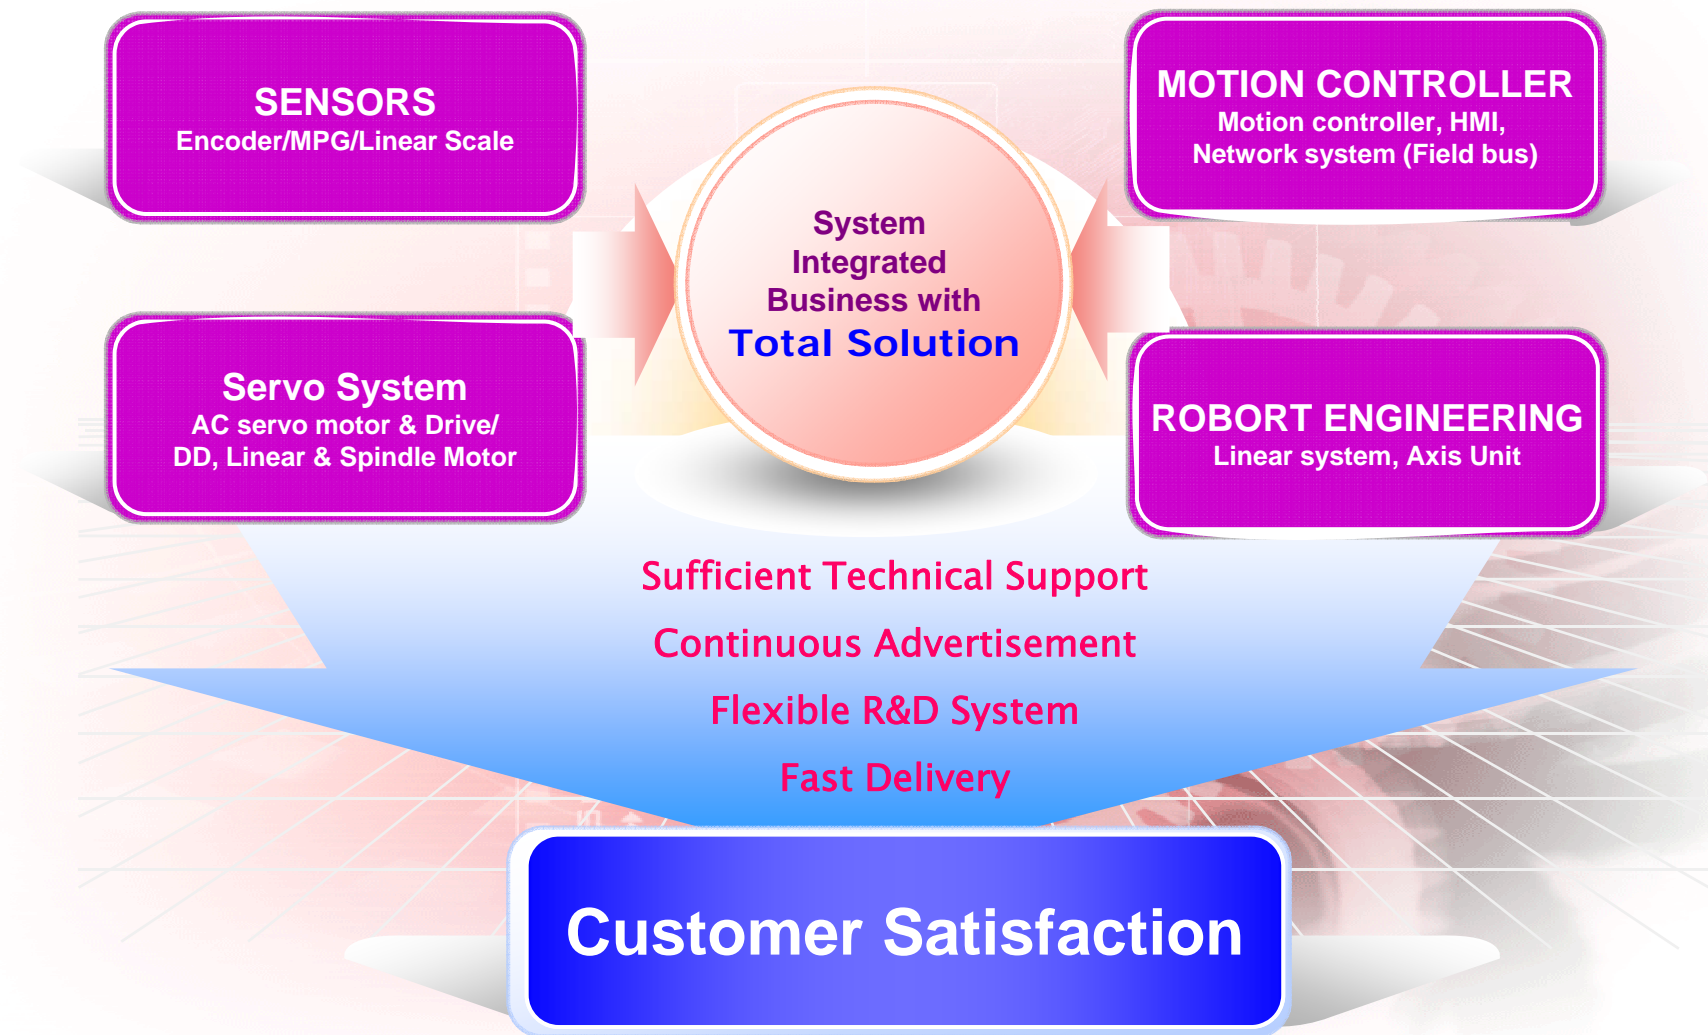 SENSORS
Encoder/MPG/Linear Scale
MOTION CONTROLLER
Motion controller, HMI,
Network system (Field bus)
System
Integrated
Business with
Total Solution
Servo System
AC servo motor & Drive/
DD, Linear & Spindle Motor
ROBORT ENGINEERING
Linear system, Axis Unit
Sufficient Technical Support
Continuous Advertisement
Flexible R&D System
Fast Delivery
Customer Satisfaction